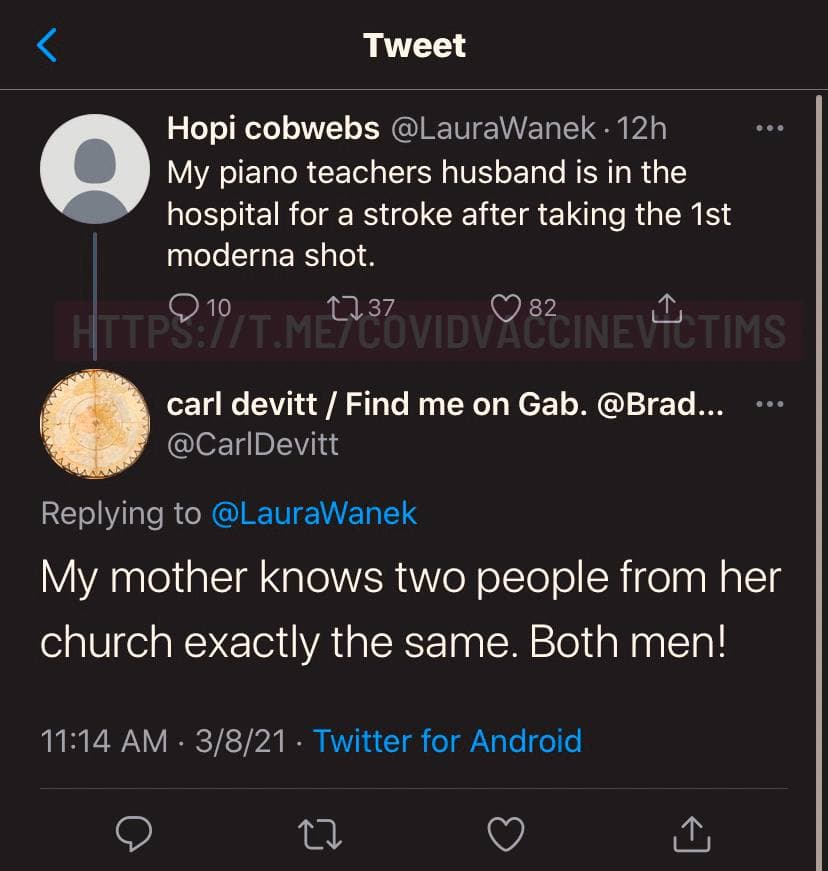 Tweet
Hopi cobwebs @LauraWanek · 12h
My piano teachers husband is in the
hospital for a stroke after taking the 1st
moderna shot.
10 37 82
HTTPS://T.ME/COVIDVACCINEVICTIMS
carl devitt / Find me on Gab. @Brad...
@CarlDevitt
Replying to @LauraWanek
My mother knows two people from her
church exactly the same. Both men!
11:14 AM · 3/8/21 · Twitter for Android